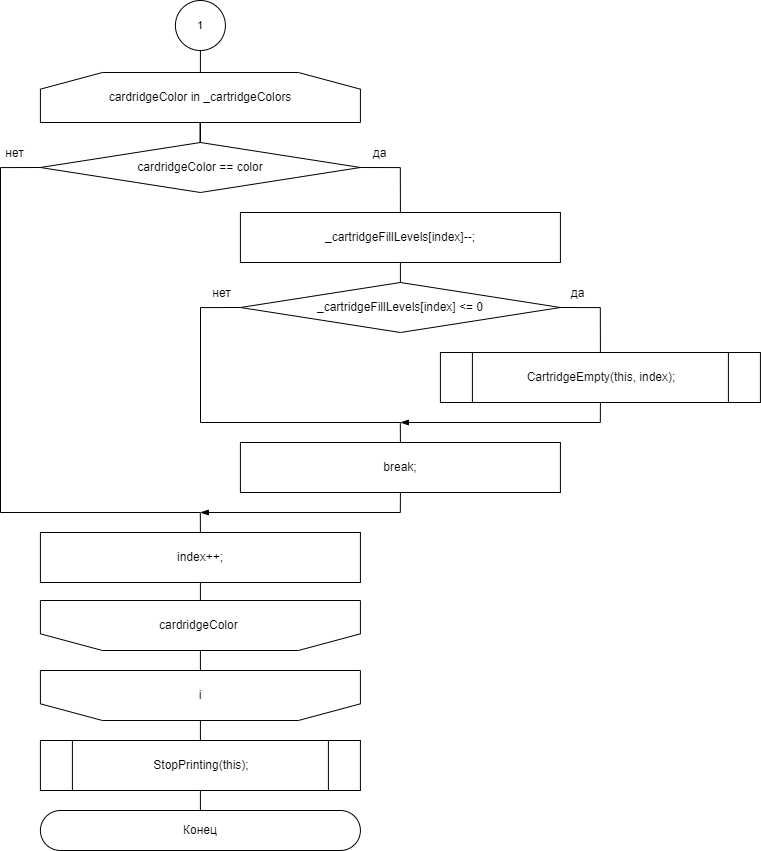 1
cardridgeColor in _cartridgeColors
нет
да
cardridgeColor == color
_cartridgeFillLevels[index]--;
нет
да
_cartridgeFillLevels[index] <= 0
CartridgeEmpty(this, index);
break;
index++;
cardridgeColor
i
StopPrinting(this);
Конец